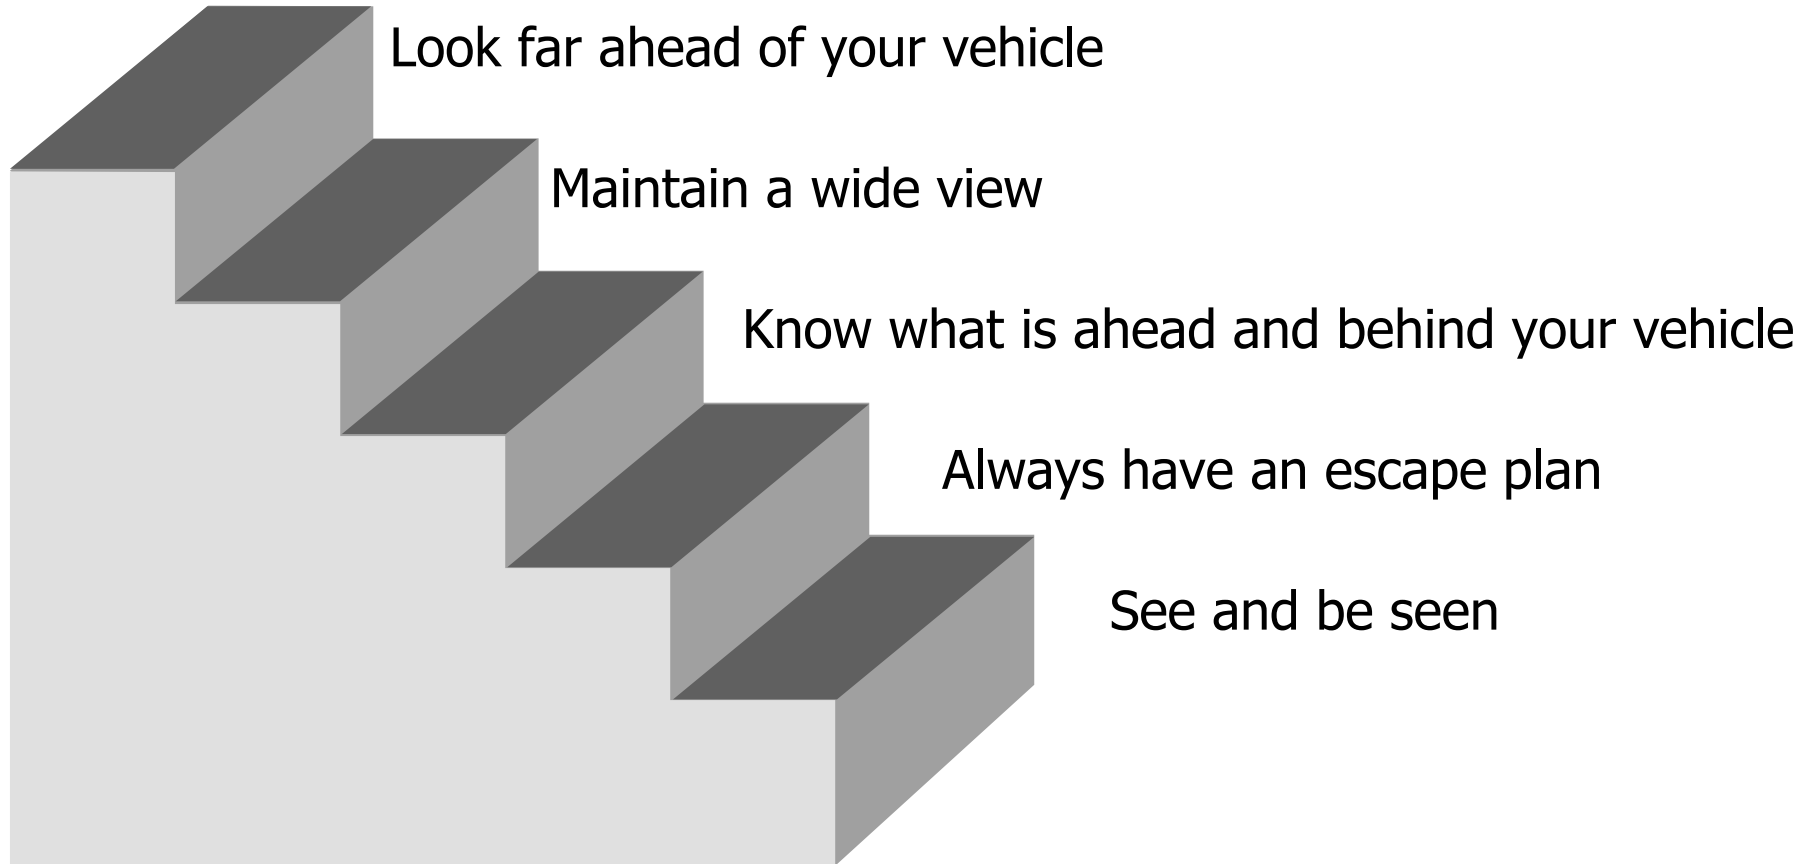 Look far ahead of your vehicle
Maintain a wide view
Know what is ahead and behind your vehicle
Always have an escape plan
See and be seen